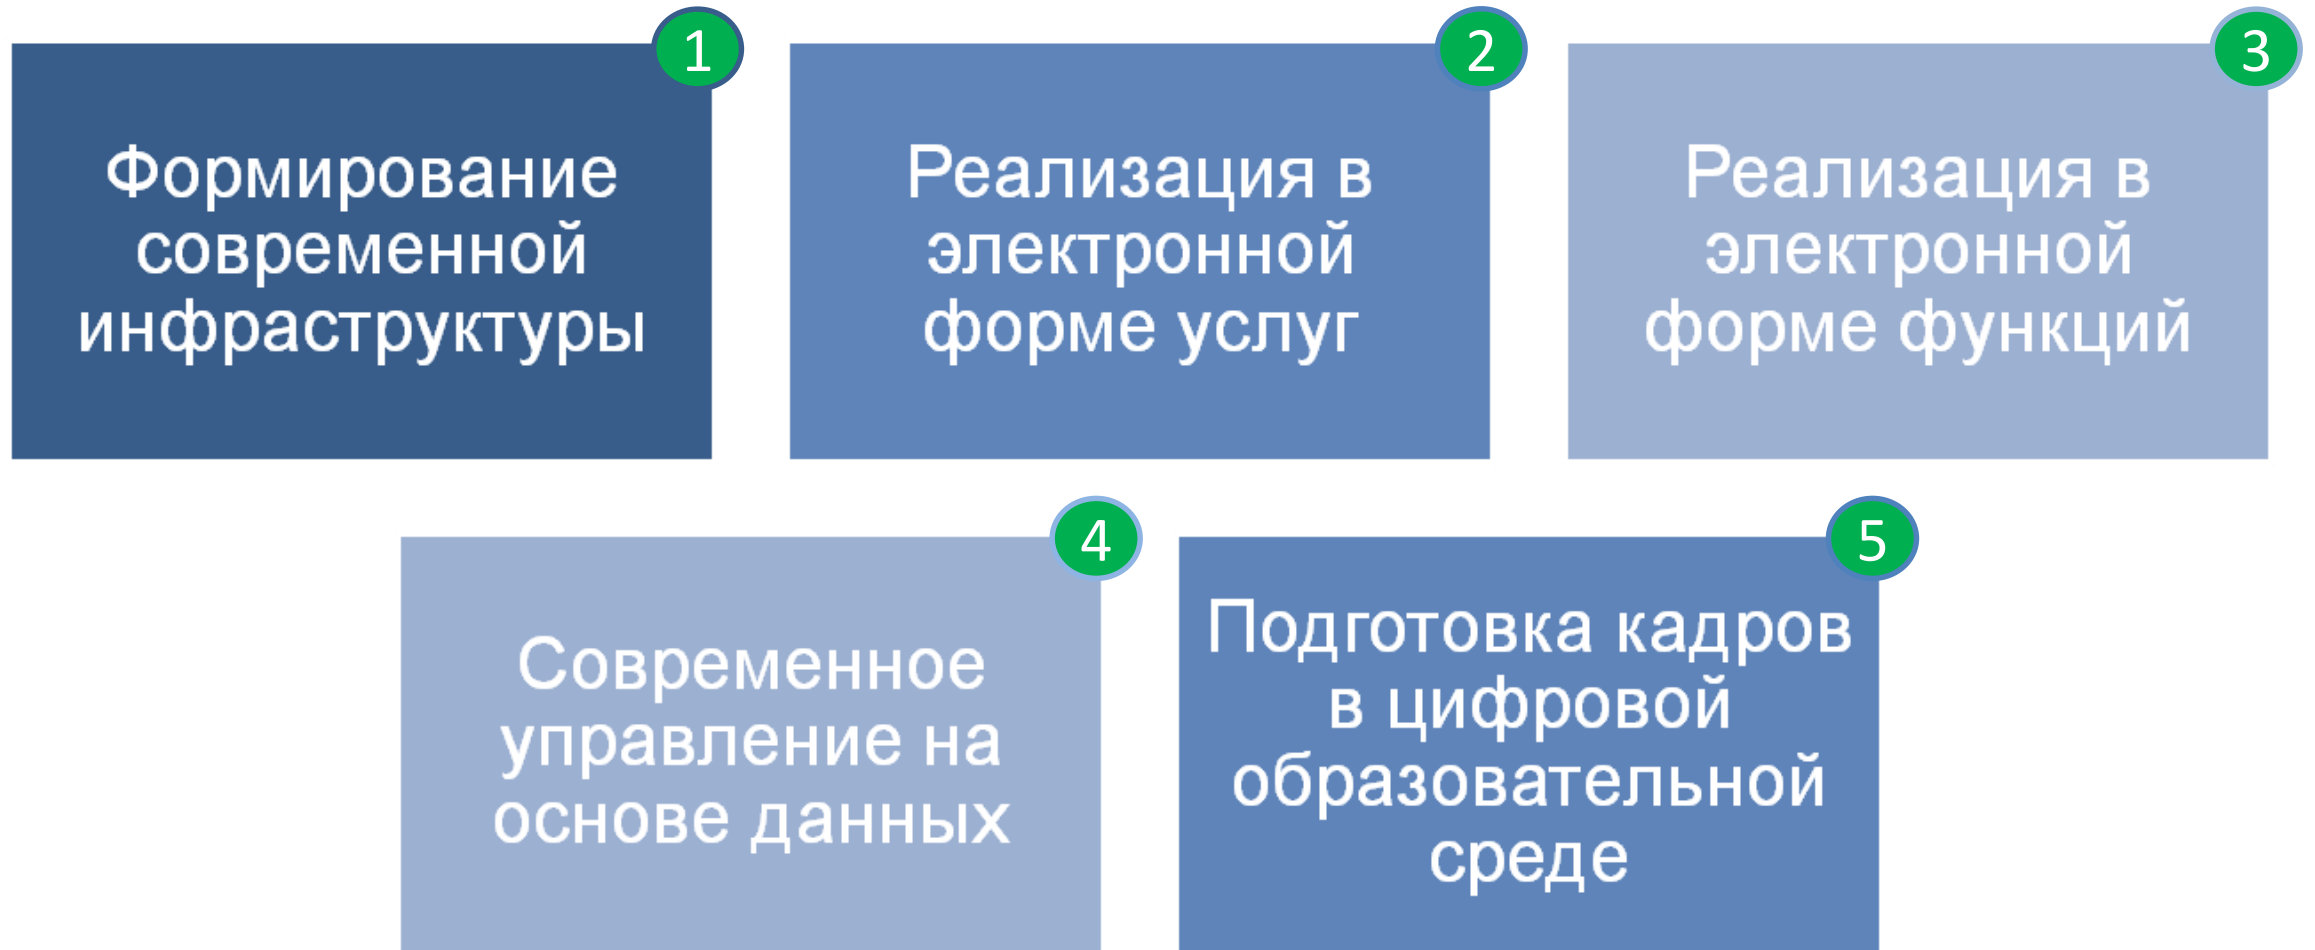 1
Формирование
современной
инфраструктуры
2
Реализация в
электронной
форме услуг
3
Реализация в
электронной
форме функций
4
Современное
управление на
основе данных
5
Подготовка кадров
в цифровой
образовательной
среде